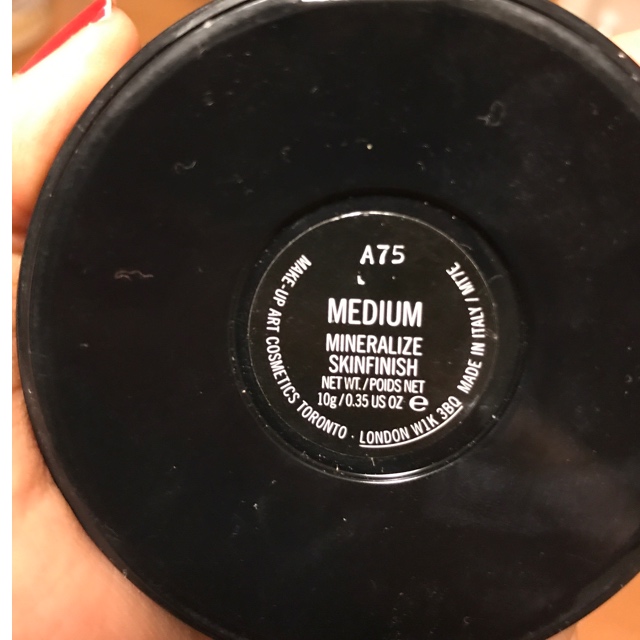 A75
MEDIUM
MINERALIZE
SKINFINISH
NET WT./POIDS NET
10g/0.35 US OZ ℮
MAKE-UP ART COSMETICS TORONTO · LONDON W1K 3BQ MADE IN ITALY/M17E